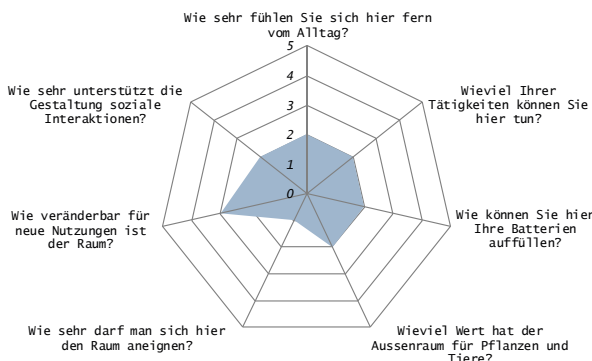 Wie sehr fühlen Sie sich hier fern
vom Alltag?
Wieviel Ihrer
Tätigkeiten können Sie
hier tun?
Wie können Sie hier
Ihre Batterien
auffüllen?
Wieviel Wert hat der
Aussenraum für Pflanzen und
Tiere?
Wie sehr darf man sich hier
den Raum aneignen?
Wie veränderbar für
neue Nutzungen ist
der Raum?
Wie sehr unterstützt die
Gestaltung soziale
Interaktionen?
5
4
3
2
1
0